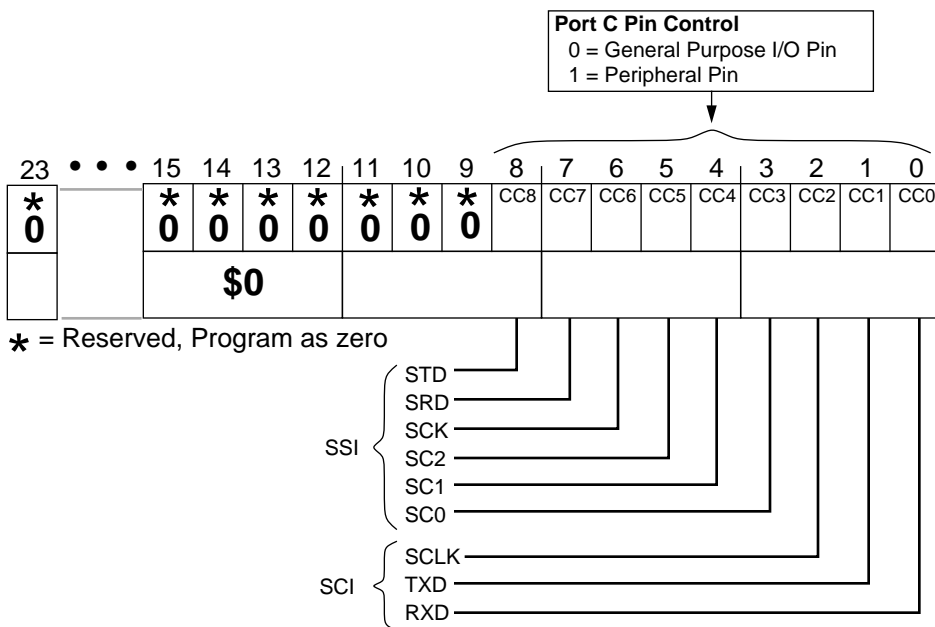 Port C Pin Control
0 = General Purpose I/O Pin
1 = Peripheral Pin
23 • • • 15 14 13 12 11 10 9 8 7 6 5 4 3 2 1 0
* * * * * * * * CC8 CC7 CC6 CC5 CC4 CC3 CC2 CC1 CC0
0 0 0 0 0 0 0 0
$0
* = Reserved, Program as zero
STD
SRD
SCK
SSI
SC2
SC1
SC0
SCLK
SCI TXD
RXD